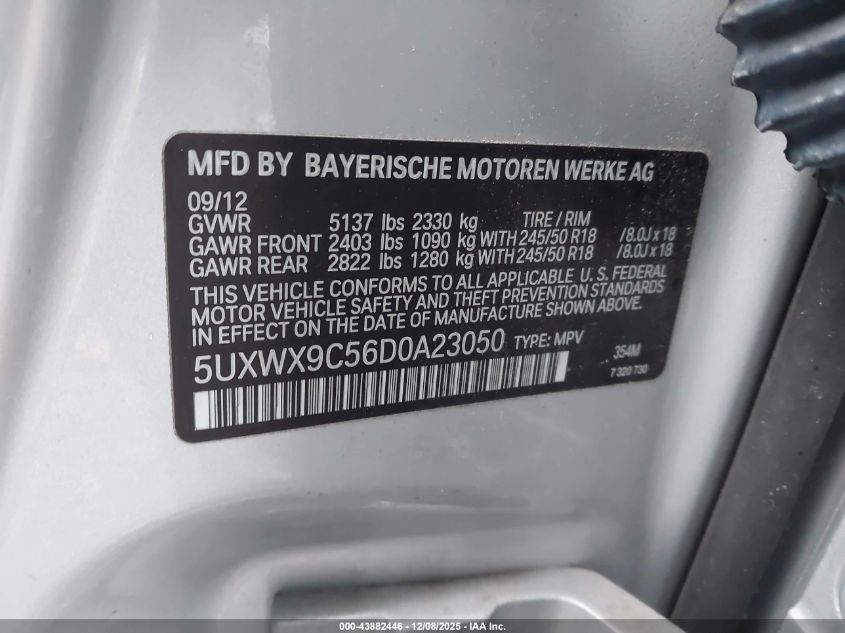 MFD BY BAYERISCHE MOTOREN WERKE AG
09/12
GVWR 5137 lbs 2330 kg TIRE / RIM
GAWR FRONT 2403 lbs 1090 kg WITH 245/50 R18 /8.0J x 18
GAWR REAR 2822 lbs 1280 kg WITH 245/50 R18 /8.0J x 18
THIS VEHICLE CONFORMS TO ALL APPLICABLE U.S. FEDERAL
MOTOR VEHICLE SAFETY AND THEFT PREVENTION STANDARDS
IN EFFECT ON THE DATE OF MANUFACTURE SHOWN ABOVE.
5UXWX9C56D0A23050 TYPE: MPV
354M
7 320 730
000-43882446 - 12/08/2025 - IAA Inc.